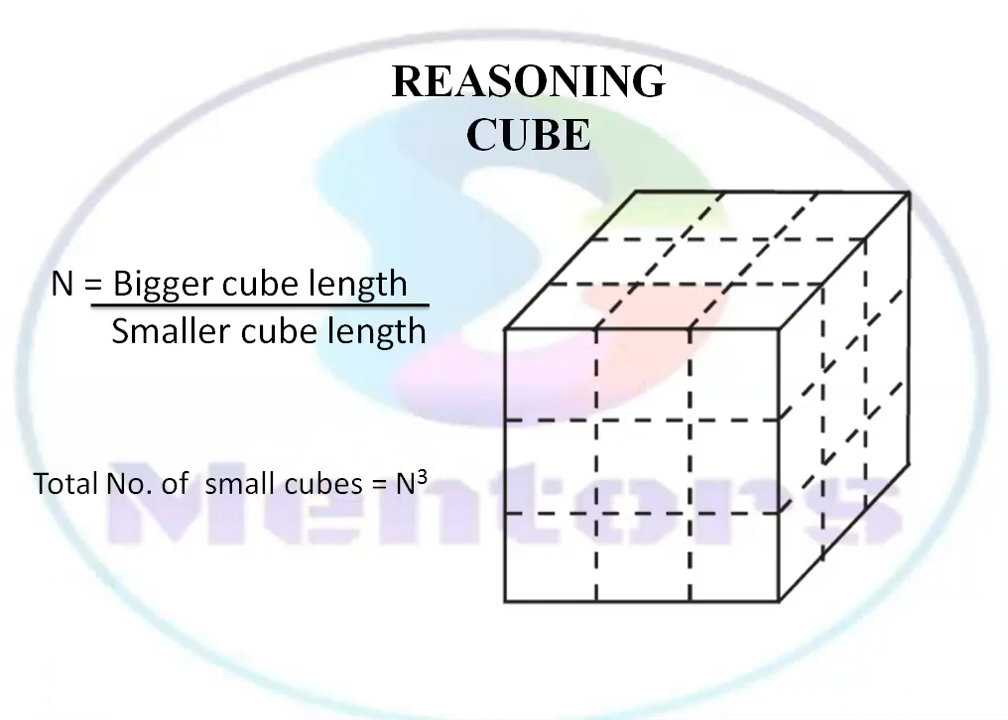 REASONING
CUBE
N = Bigger cube length
Smaller cube length
Total No. of small cubes = N³
Mentors